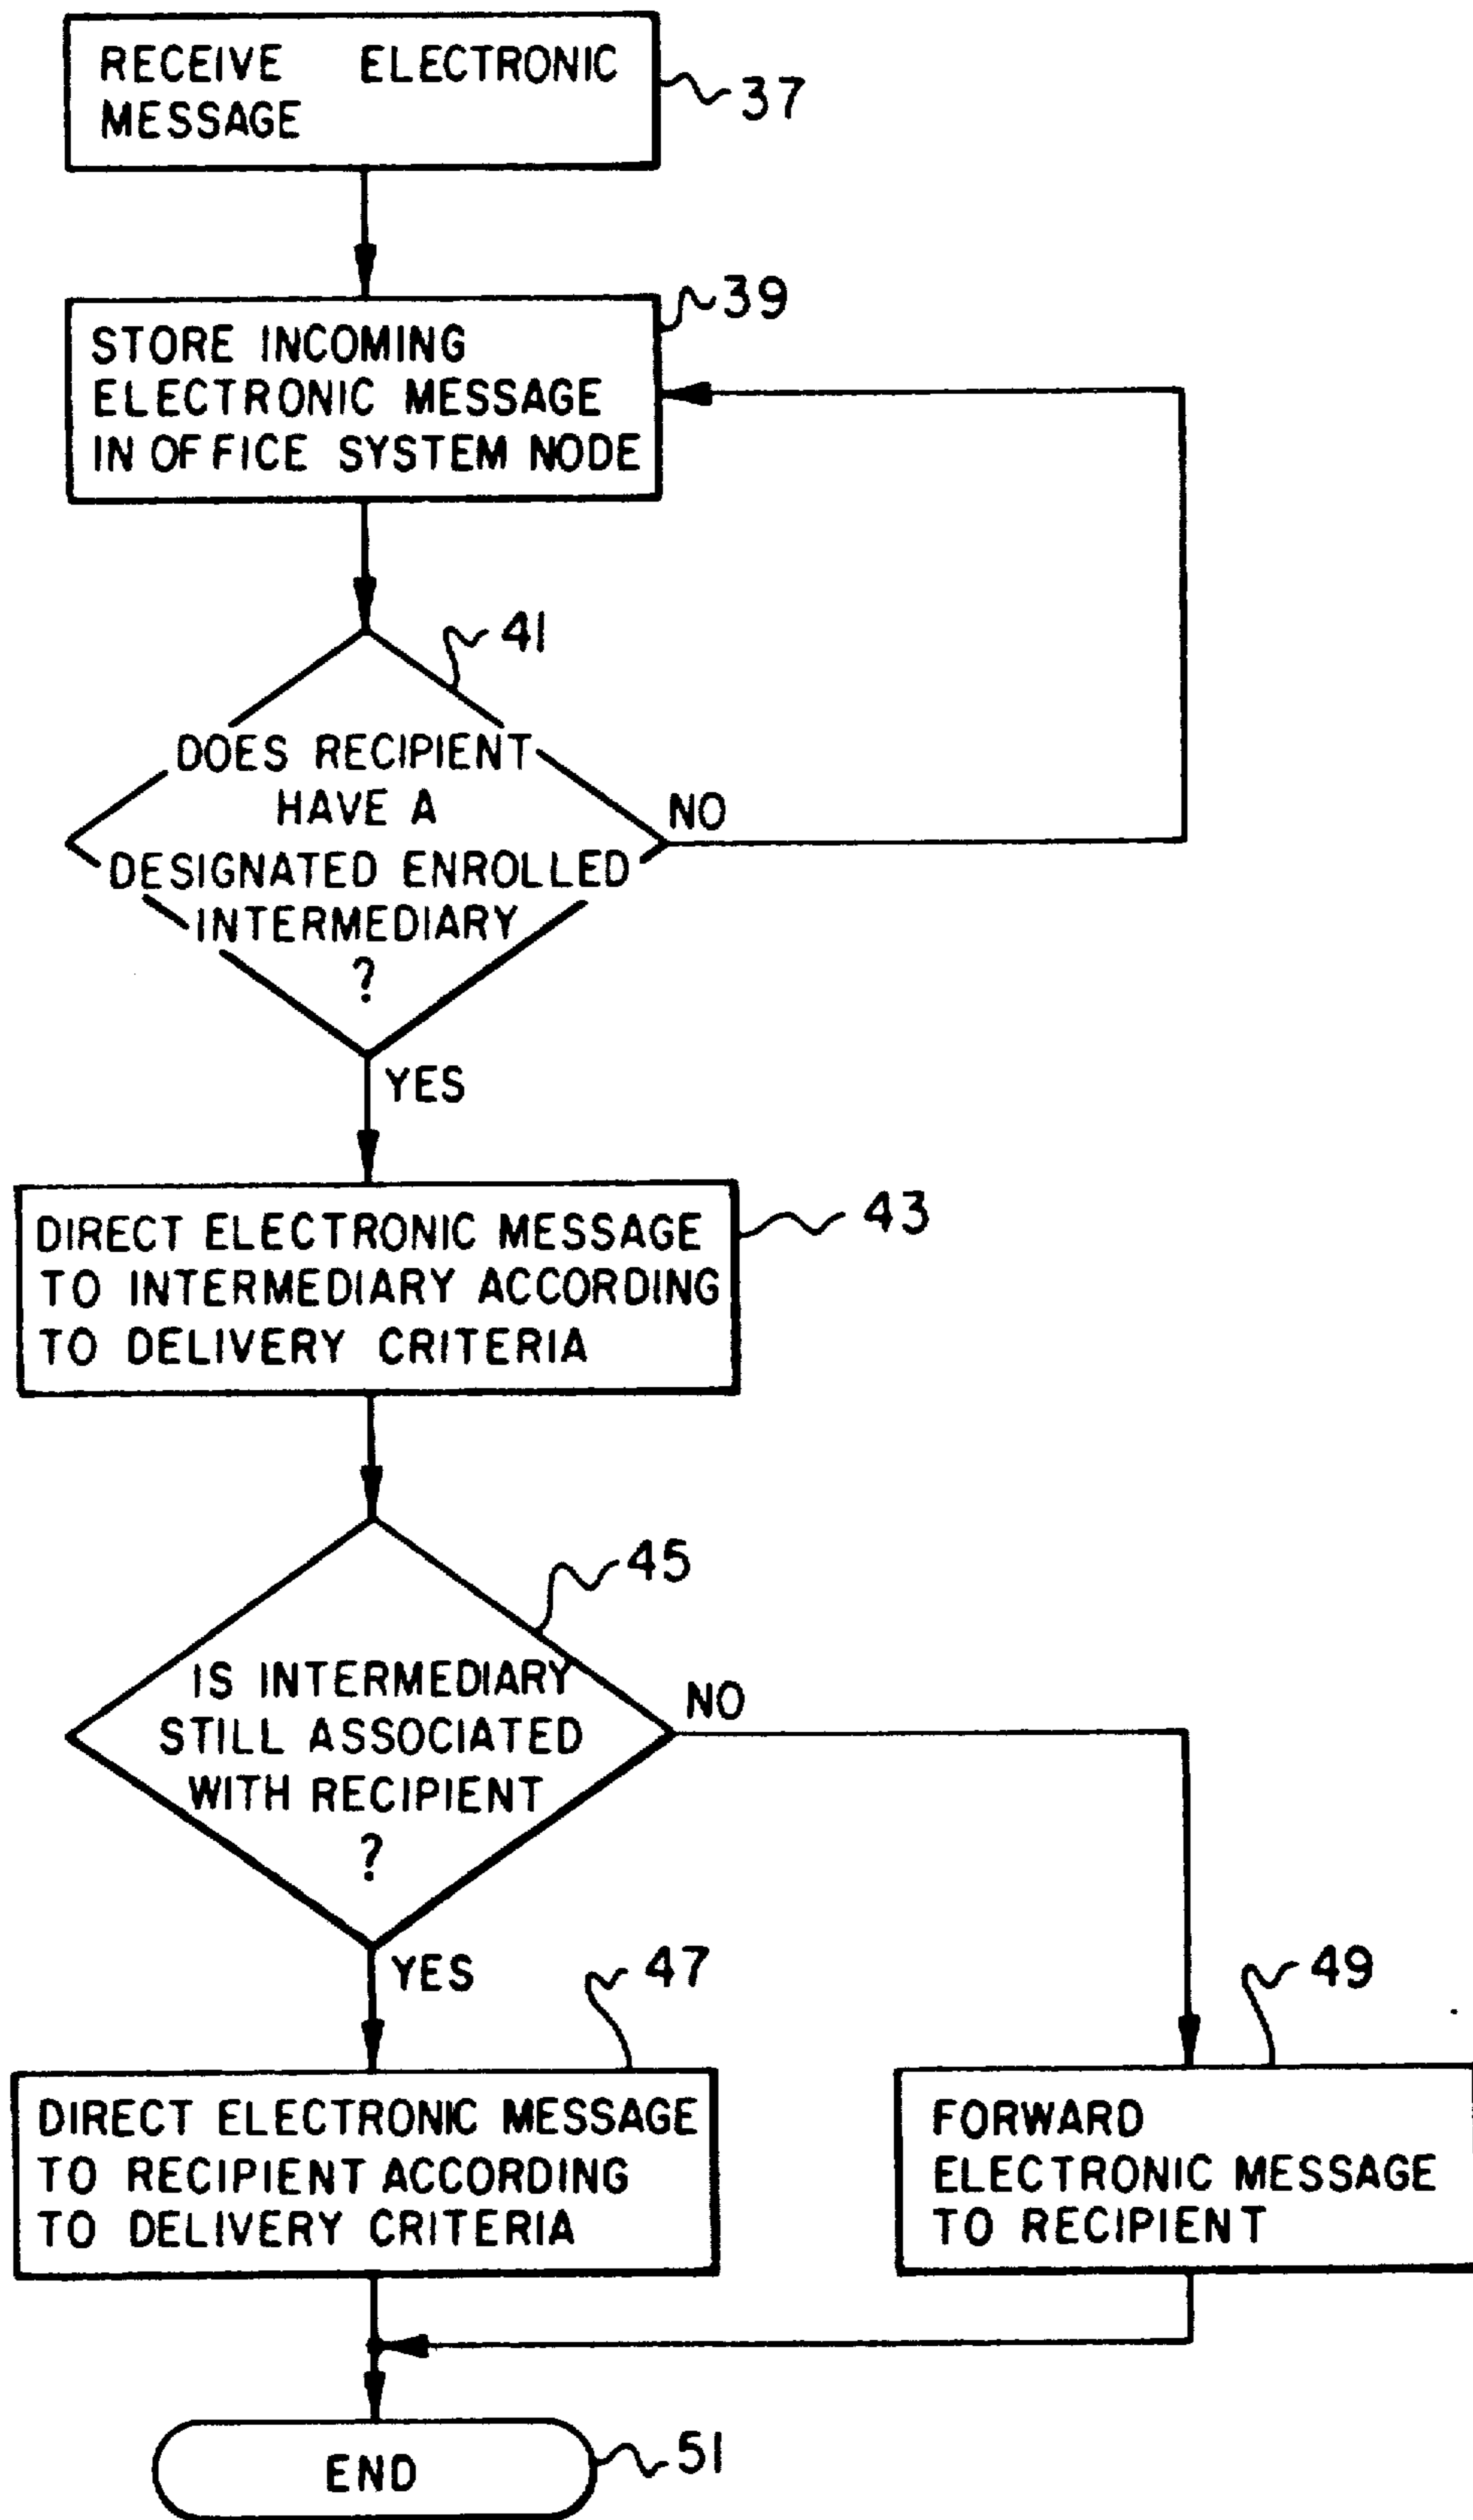 RECEIVE ELECTRONIC
MESSAGE
37
39
STORE INCOMING
ELECTRONIC MESSAGE
IN OFFICE SYSTEM NODE
41
DOES RECIPIENT
HAVE A
DESIGNATED ENROLLED
INTERMEDIARY
?
NO
YES
43
DIRECT ELECTRONIC MESSAGE
TO INTERMEDIARY ACCORDING
TO DELIVERY CRITERIA
45
IS INTERMEDIARY
STILL ASSOCIATED
WITH RECIPIENT
?
NO
YES
47
49
DIRECT ELECTRONIC MESSAGE
TO RECIPIENT ACCORDING
TO DELIVERY CRITERIA
FORWARD
ELECTRONIC MESSAGE
TO RECIPIENT
END
51